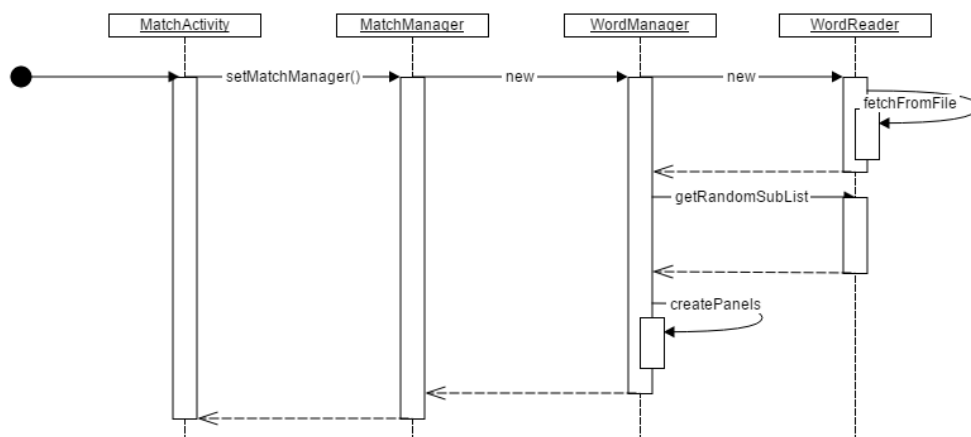 MatchActivity
MatchManager
WordManager
WordReader
setMatchManager()
new
new
fetchFromFile
getRandomSubList
createPanels